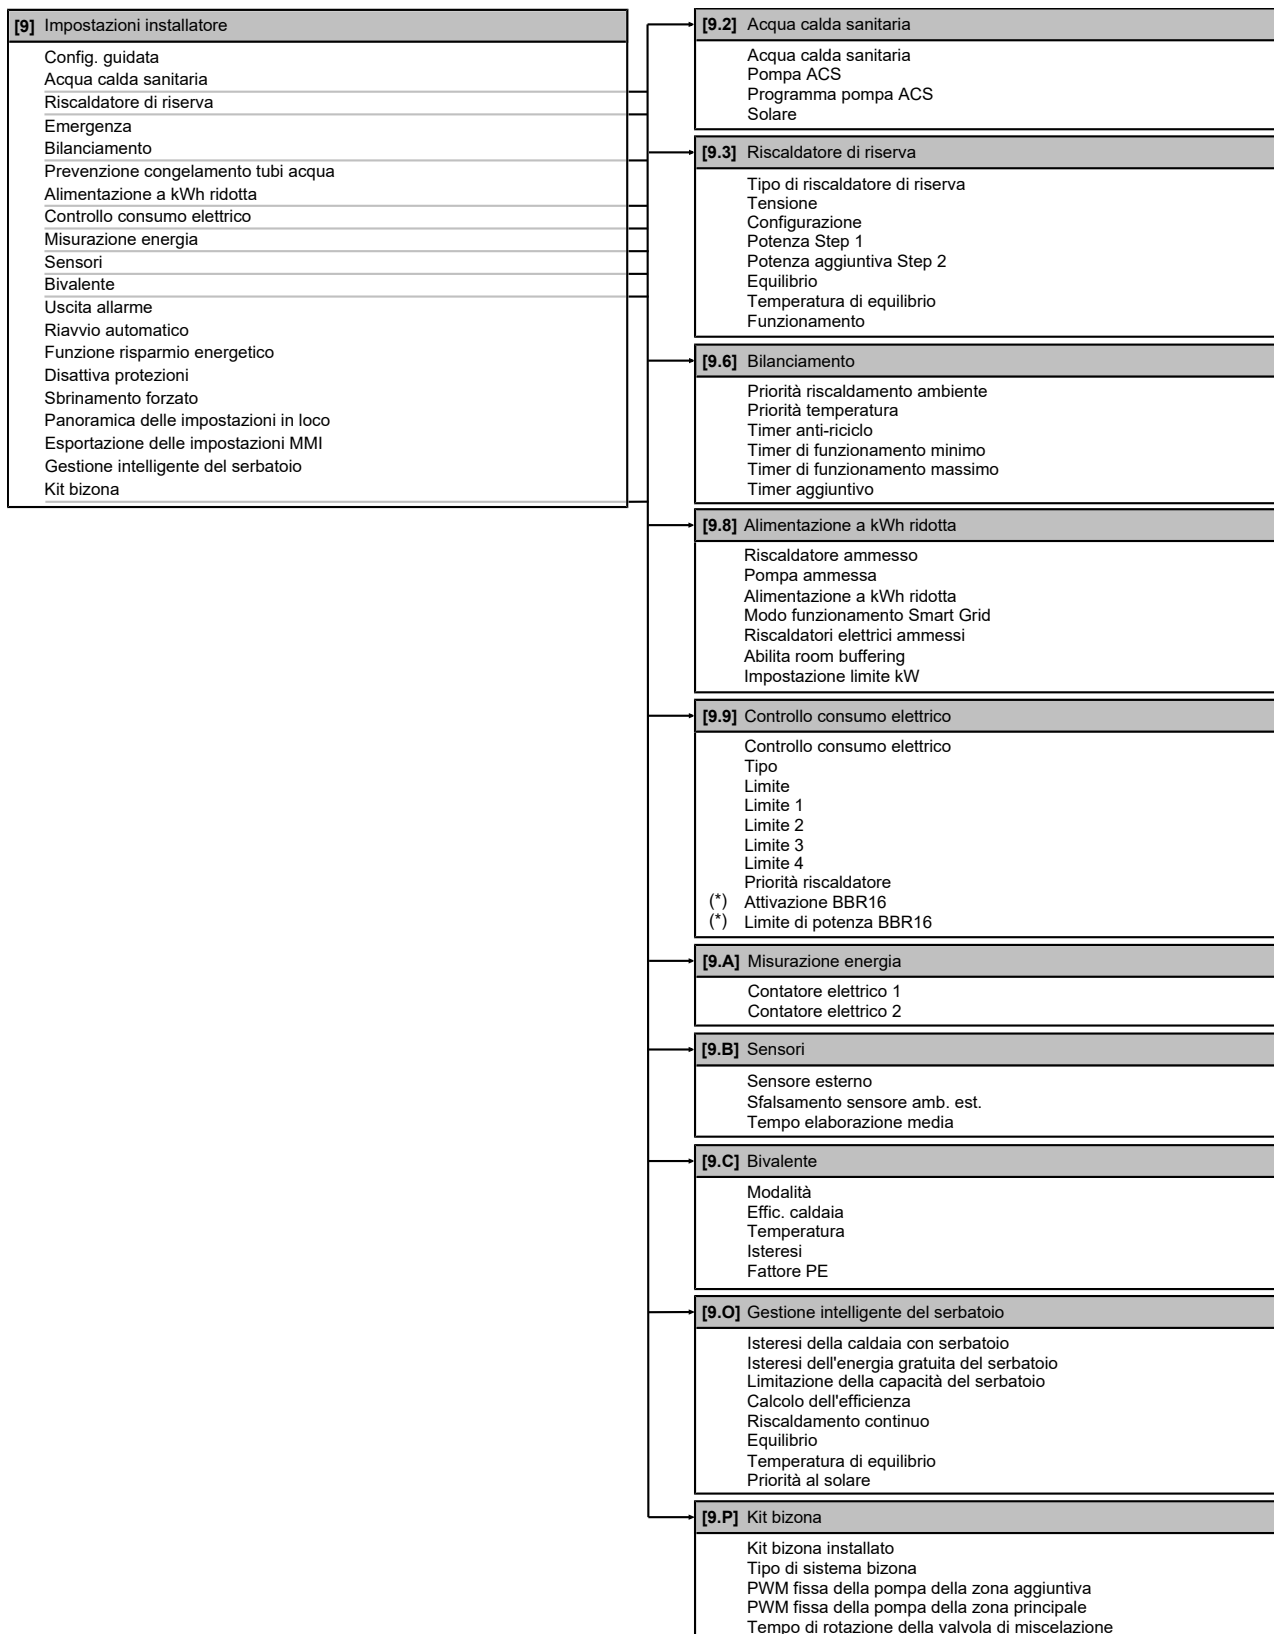 [9] Impostazioni installatore
Config. guidata
Acqua calda sanitaria
Riscaldatore di riserva
Emergenza
Bilanciamento
Prevenzione congelamento tubi acqua
Alimentazione a kWh ridotta
Controllo consumo elettrico
Misurazione energia
Sensori
Bivalente
Uscita allarme
Riavvio automatico
Funzione risparmio energetico
Disattiva protezioni
Sbrinamento forzato
Panoramica delle impostazioni in loco
Esportazione delle impostazioni MMI
Gestione intelligente del serbatoio
Kit bizona
[9.2] Acqua calda sanitaria
Acqua calda sanitaria
Pompa ACS
Programma pompa ACS
Solare
[9.3] Riscaldatore di riserva
Tipo di riscaldatore di riserva
Tensione
Configurazione
Potenza Step 1
Potenza aggiuntiva Step 2
Equilibrio
Temperatura di equilibrio
Funzionamento
[9.6] Bilanciamento
Priorità riscaldamento ambiente
Priorità temperatura
Timer anti-riciclo
Timer di funzionamento minimo
Timer di funzionamento massimo
Timer aggiuntivo
[9.8] Alimentazione a kWh ridotta
Riscaldatore ammesso
Pompa ammessa
Alimentazione a kWh ridotta
Modo funzionamento Smart Grid
Riscaldatori elettrici ammessi
Abilita room buffering
Impostazione limite kW
[9.9] Controllo consumo elettrico
Controllo consumo elettrico
Tipo
Limite
Limite 1
Limite 2
Limite 3
Limite 4
Priorità riscaldatore
(*) Attivazione BBR16
(*) Limite di potenza BBR16
[9.A] Misurazione energia
Contatore elettrico 1
Contatore elettrico 2
[9.B] Sensori
Sensore esterno
Sfalsamento sensore amb. est.
Tempo elaborazione media
[9.C] Bivalente
Modalità
Effic. caldaia
Temperatura
Isteresi
Fattore PE
[9.O] Gestione intelligente del serbatoio
Isteresi della caldaia con serbatoio
Isteresi dell'energia gratuita del serbatoio
Limitazione della capacità del serbatoio
Calcolo dell'efficienza
Riscaldamento continuo
Equilibrio
Temperatura di equilibrio
Priorità al solare
[9.P] Kit bizona
Kit bizona installato
Tipo di sistema bizona
PWM fissa della pompa della zona aggiuntiva
PWM fissa della pompa della zona principale
Tempo di rotazione della valvola di miscelazione